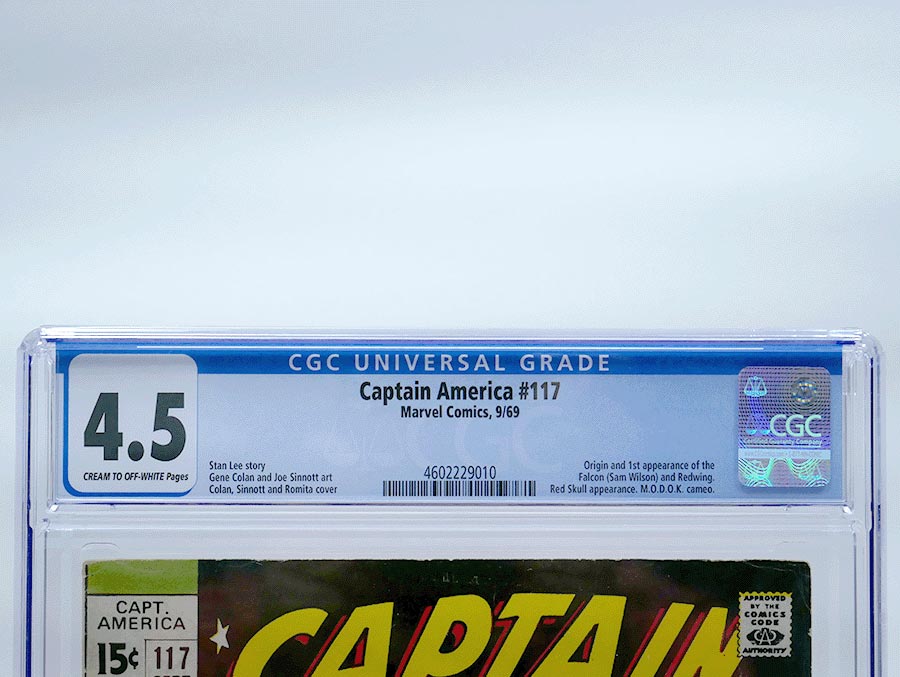 CGC UNIVERSAL GRADE
Captain America #117
Marvel Comics, 9/69
4.5
CREAM TO OFF-WHITE Pages
Stan Lee story
Gene Colan and Joe Sinnott art
Colan, Sinnott and Romita cover
4602229010
Origin and 1st appearance of the
Falcon (Sam Wilson) and Redwing.
Red Skull appearance. M.O.D.O.K. cameo.
CGC
Certified Guaranty Company
CAPT.
AMERICA
15¢
117
CAPTAIN
APPROVED
BY THE
COMICS
CODE
AUTHORITY